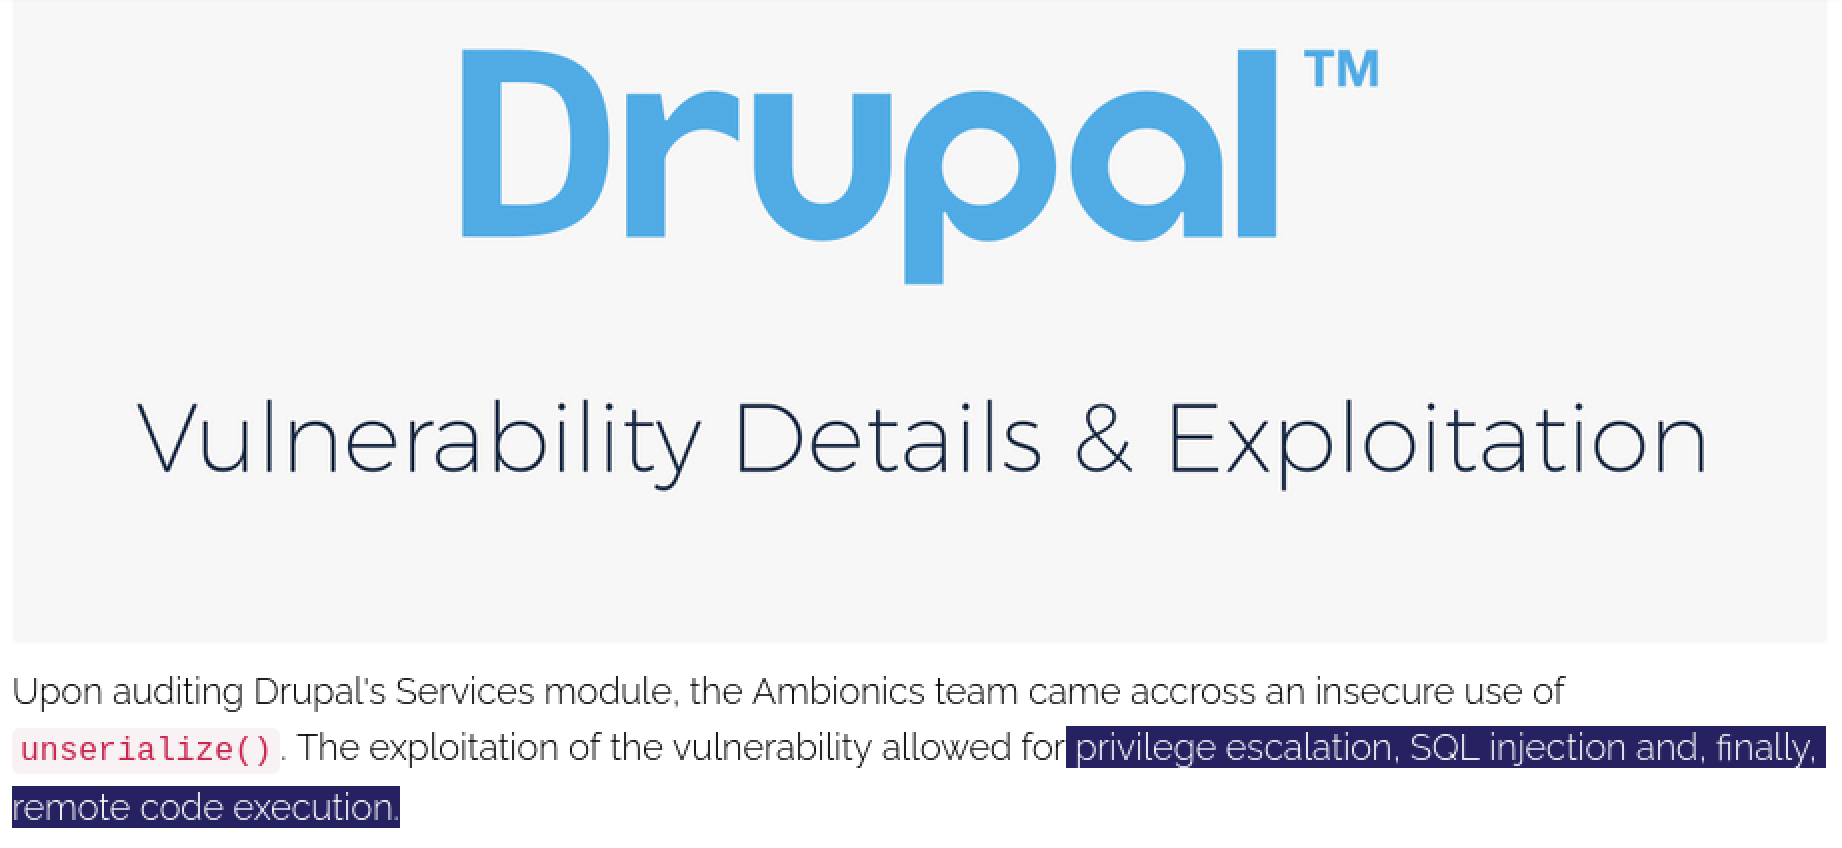 Drupal™
Vulnerability Details & Exploitation
Upon auditing Drupal's Services module, the Ambionics team came accross an insecure use of
unserialize(). The exploitation of the vulnerability allowed for privilege escalation, SQL injection and, finally,
remote code execution.